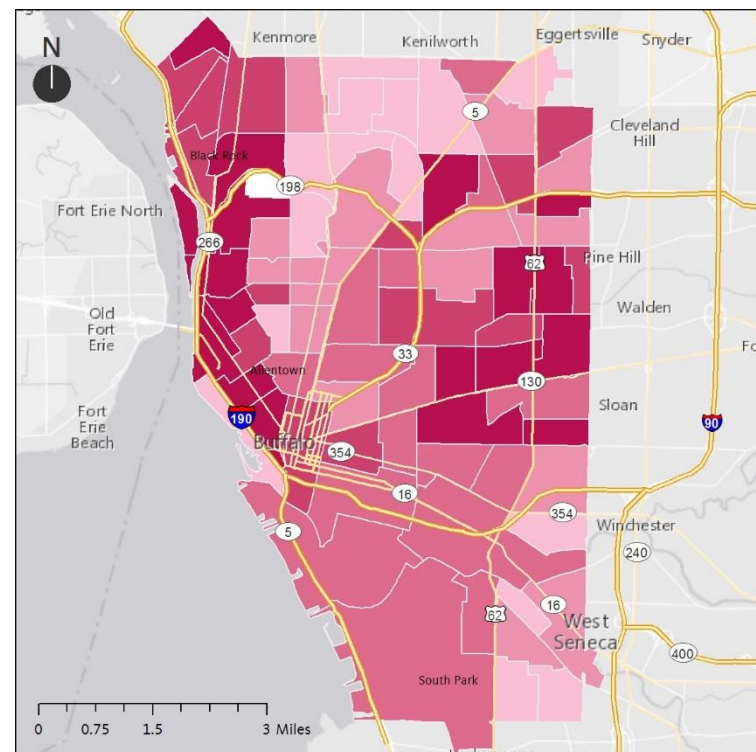 N
Kenmore
Kenilworth
Eggertsville
Snyder
5
Cleveland
Hill
Black Rock
198
Fort Erie North
266
62
Pine Hill
Old
Fort
Erie
Walden
33
Allentown
130
Fort
Erie
Beach
190
Buffalo
Sloan
90
354
16
5
354
Winchester
240
62
16
West
Seneca
400
South Park
0 0.75 1.5 3 Miles